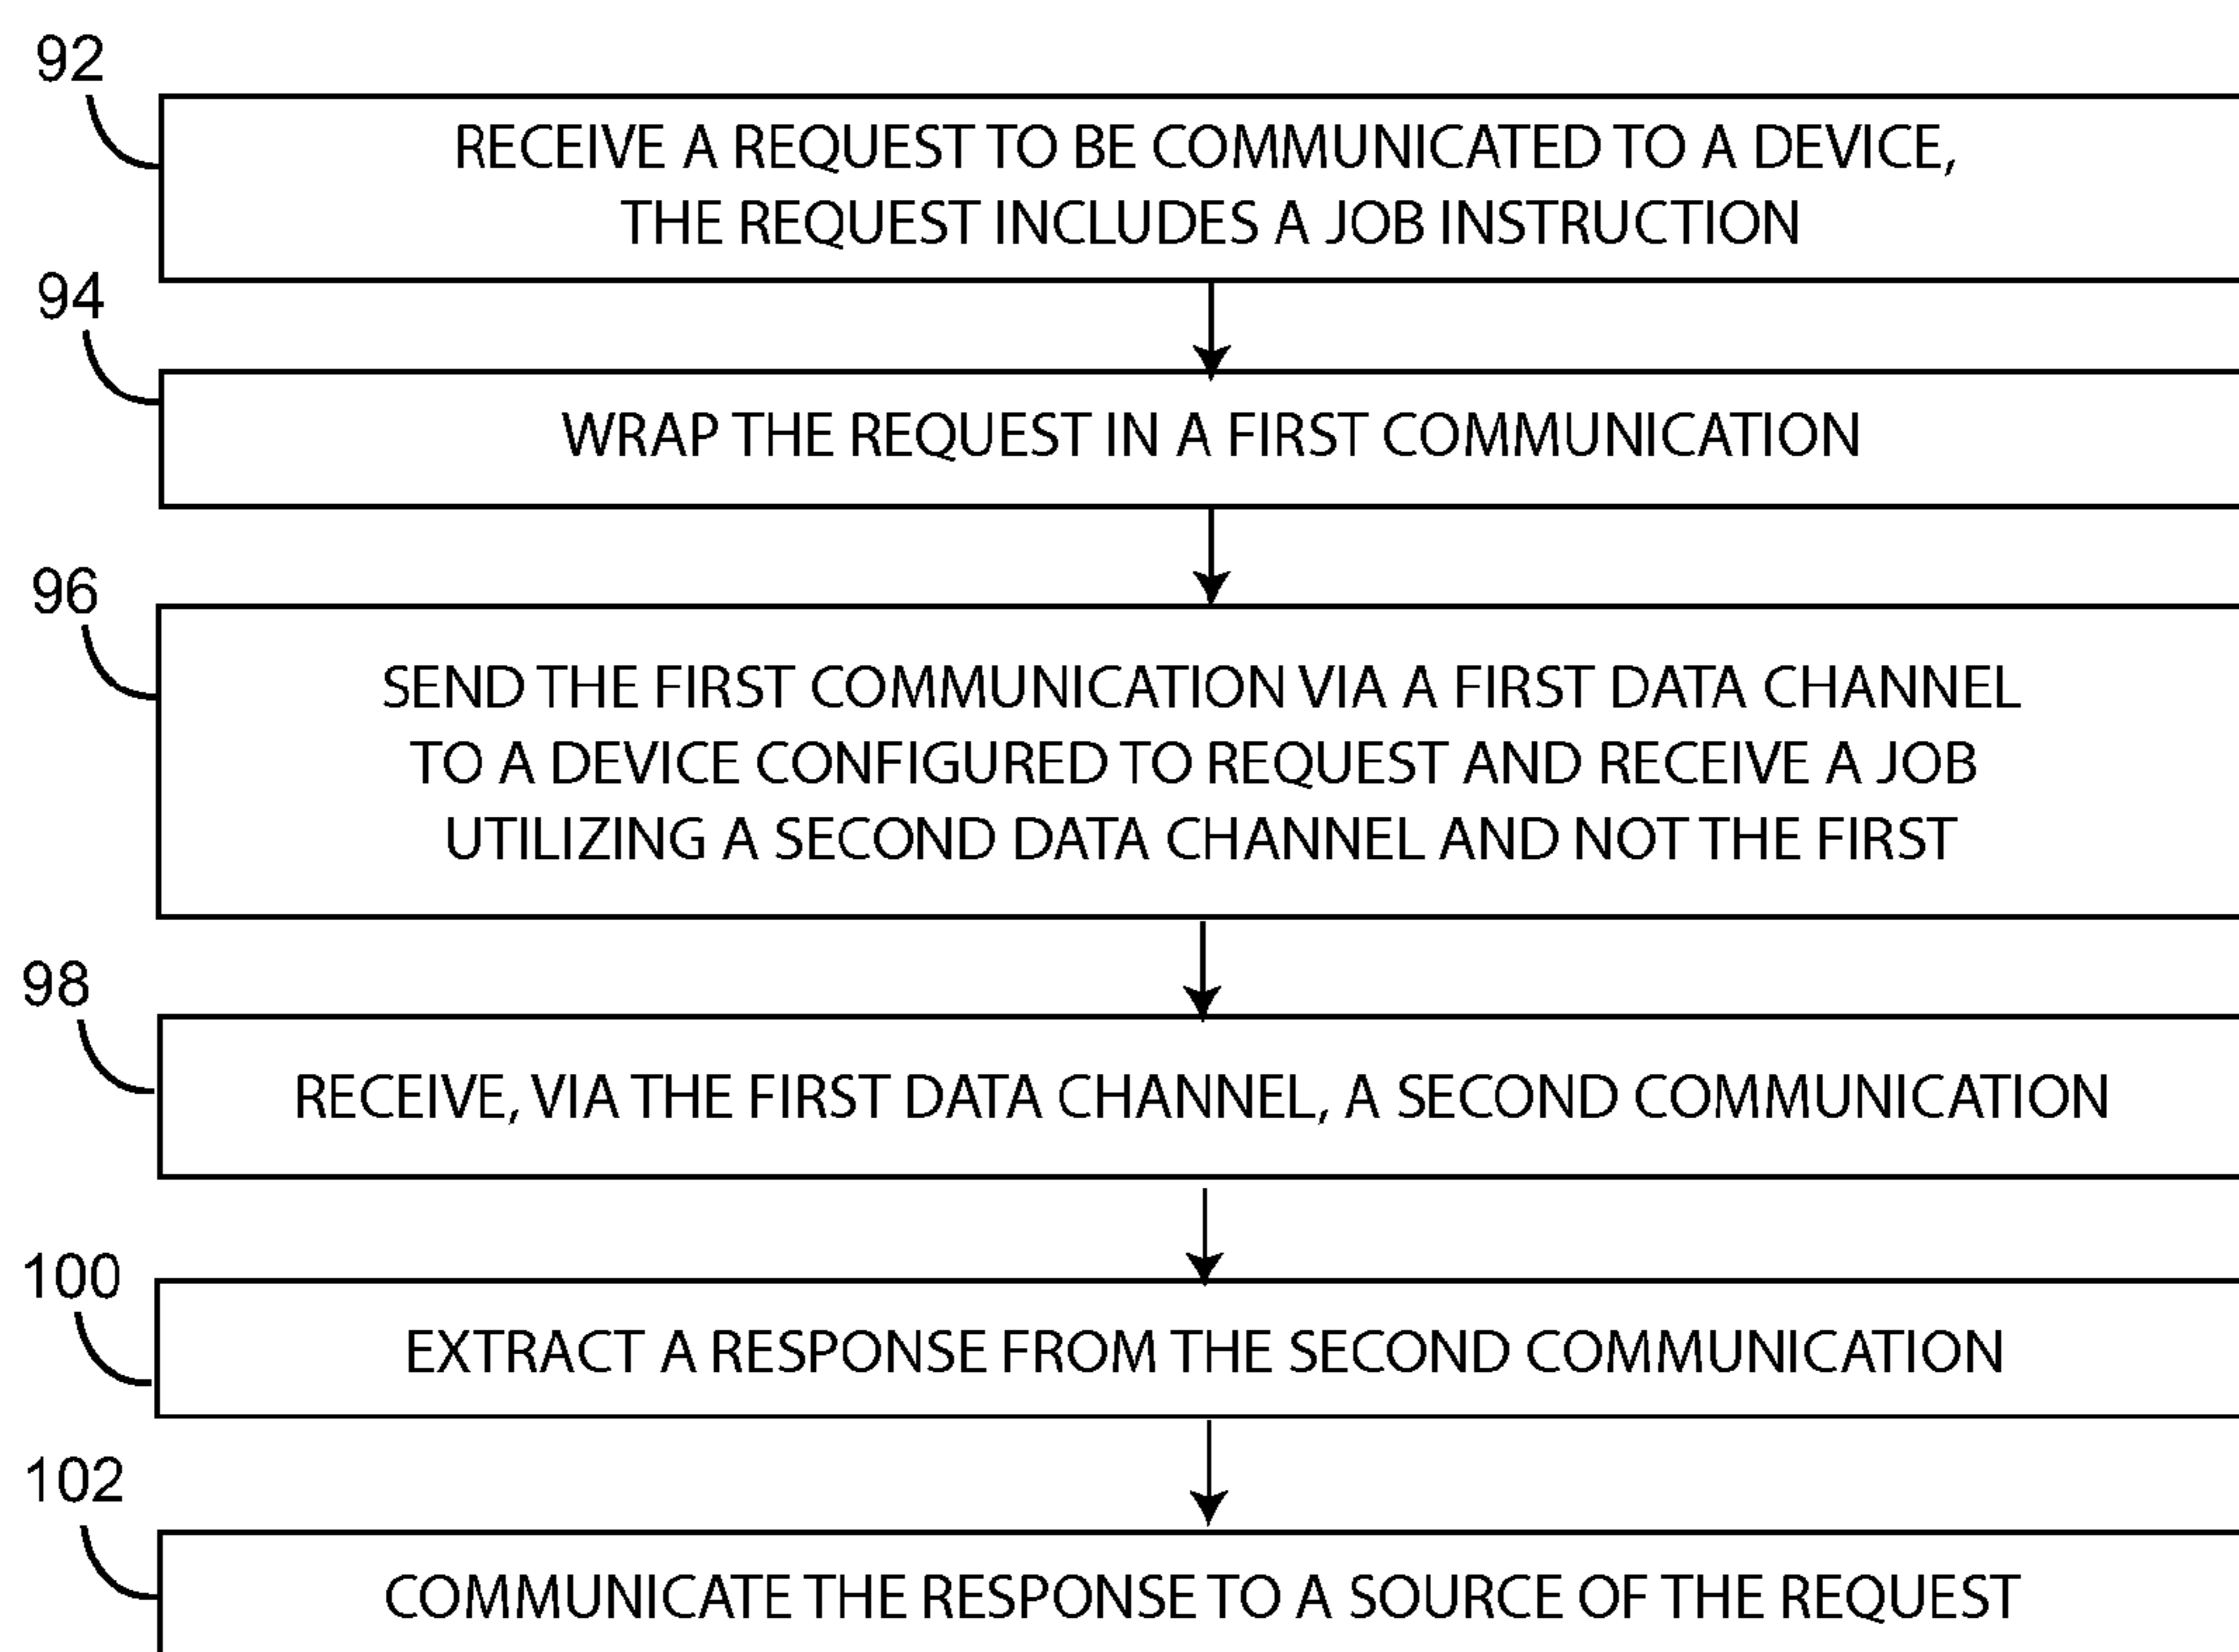 92
RECEIVE A REQUEST TO BE COMMUNICATED TO A DEVICE,
THE REQUEST INCLUDES A JOB INSTRUCTION
94
WRAP THE REQUEST IN A FIRST COMMUNICATION
96
SEND THE FIRST COMMUNICATION VIA A FIRST DATA CHANNEL
TO A DEVICE CONFIGURED TO REQUEST AND RECEIVE A JOB
UTILIZING A SECOND DATA CHANNEL AND NOT THE FIRST
98
RECEIVE, VIA THE FIRST DATA CHANNEL, A SECOND COMMUNICATION
100
EXTRACT A RESPONSE FROM THE SECOND COMMUNICATION
102
COMMUNICATE THE RESPONSE TO A SOURCE OF THE REQUEST